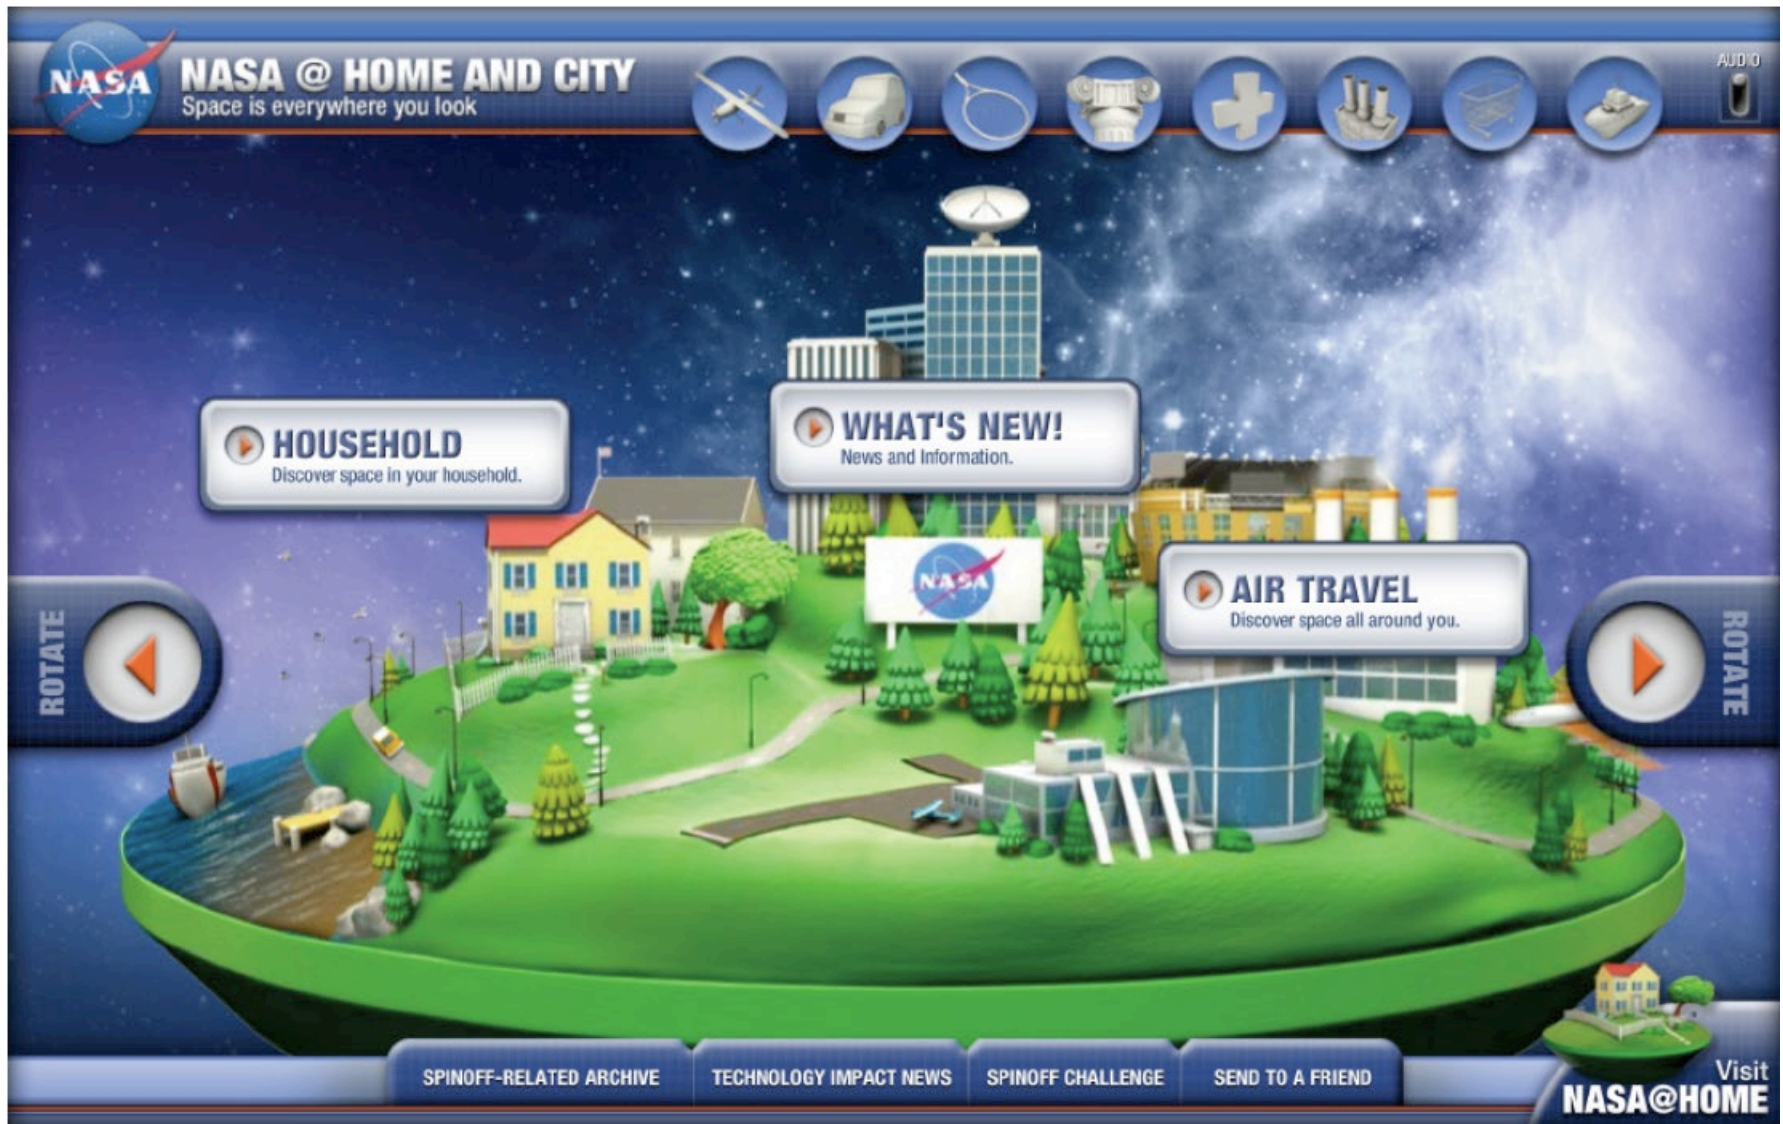 NASA
NASA @ HOME AND CITY
Space is everywhere you look
AUDIO
HOUSEHOLD
Discover space in your household.
WHAT'S NEW!
News and Information.
NASA
AIR TRAVEL
Discover space all around you.
ROTATE
ROTATE
SPINOFF-RELATED ARCHIVE
TECHNOLOGY IMPACT NEWS
SPINOFF CHALLENGE
SEND TO A FRIEND
Visit
NASA@HOME